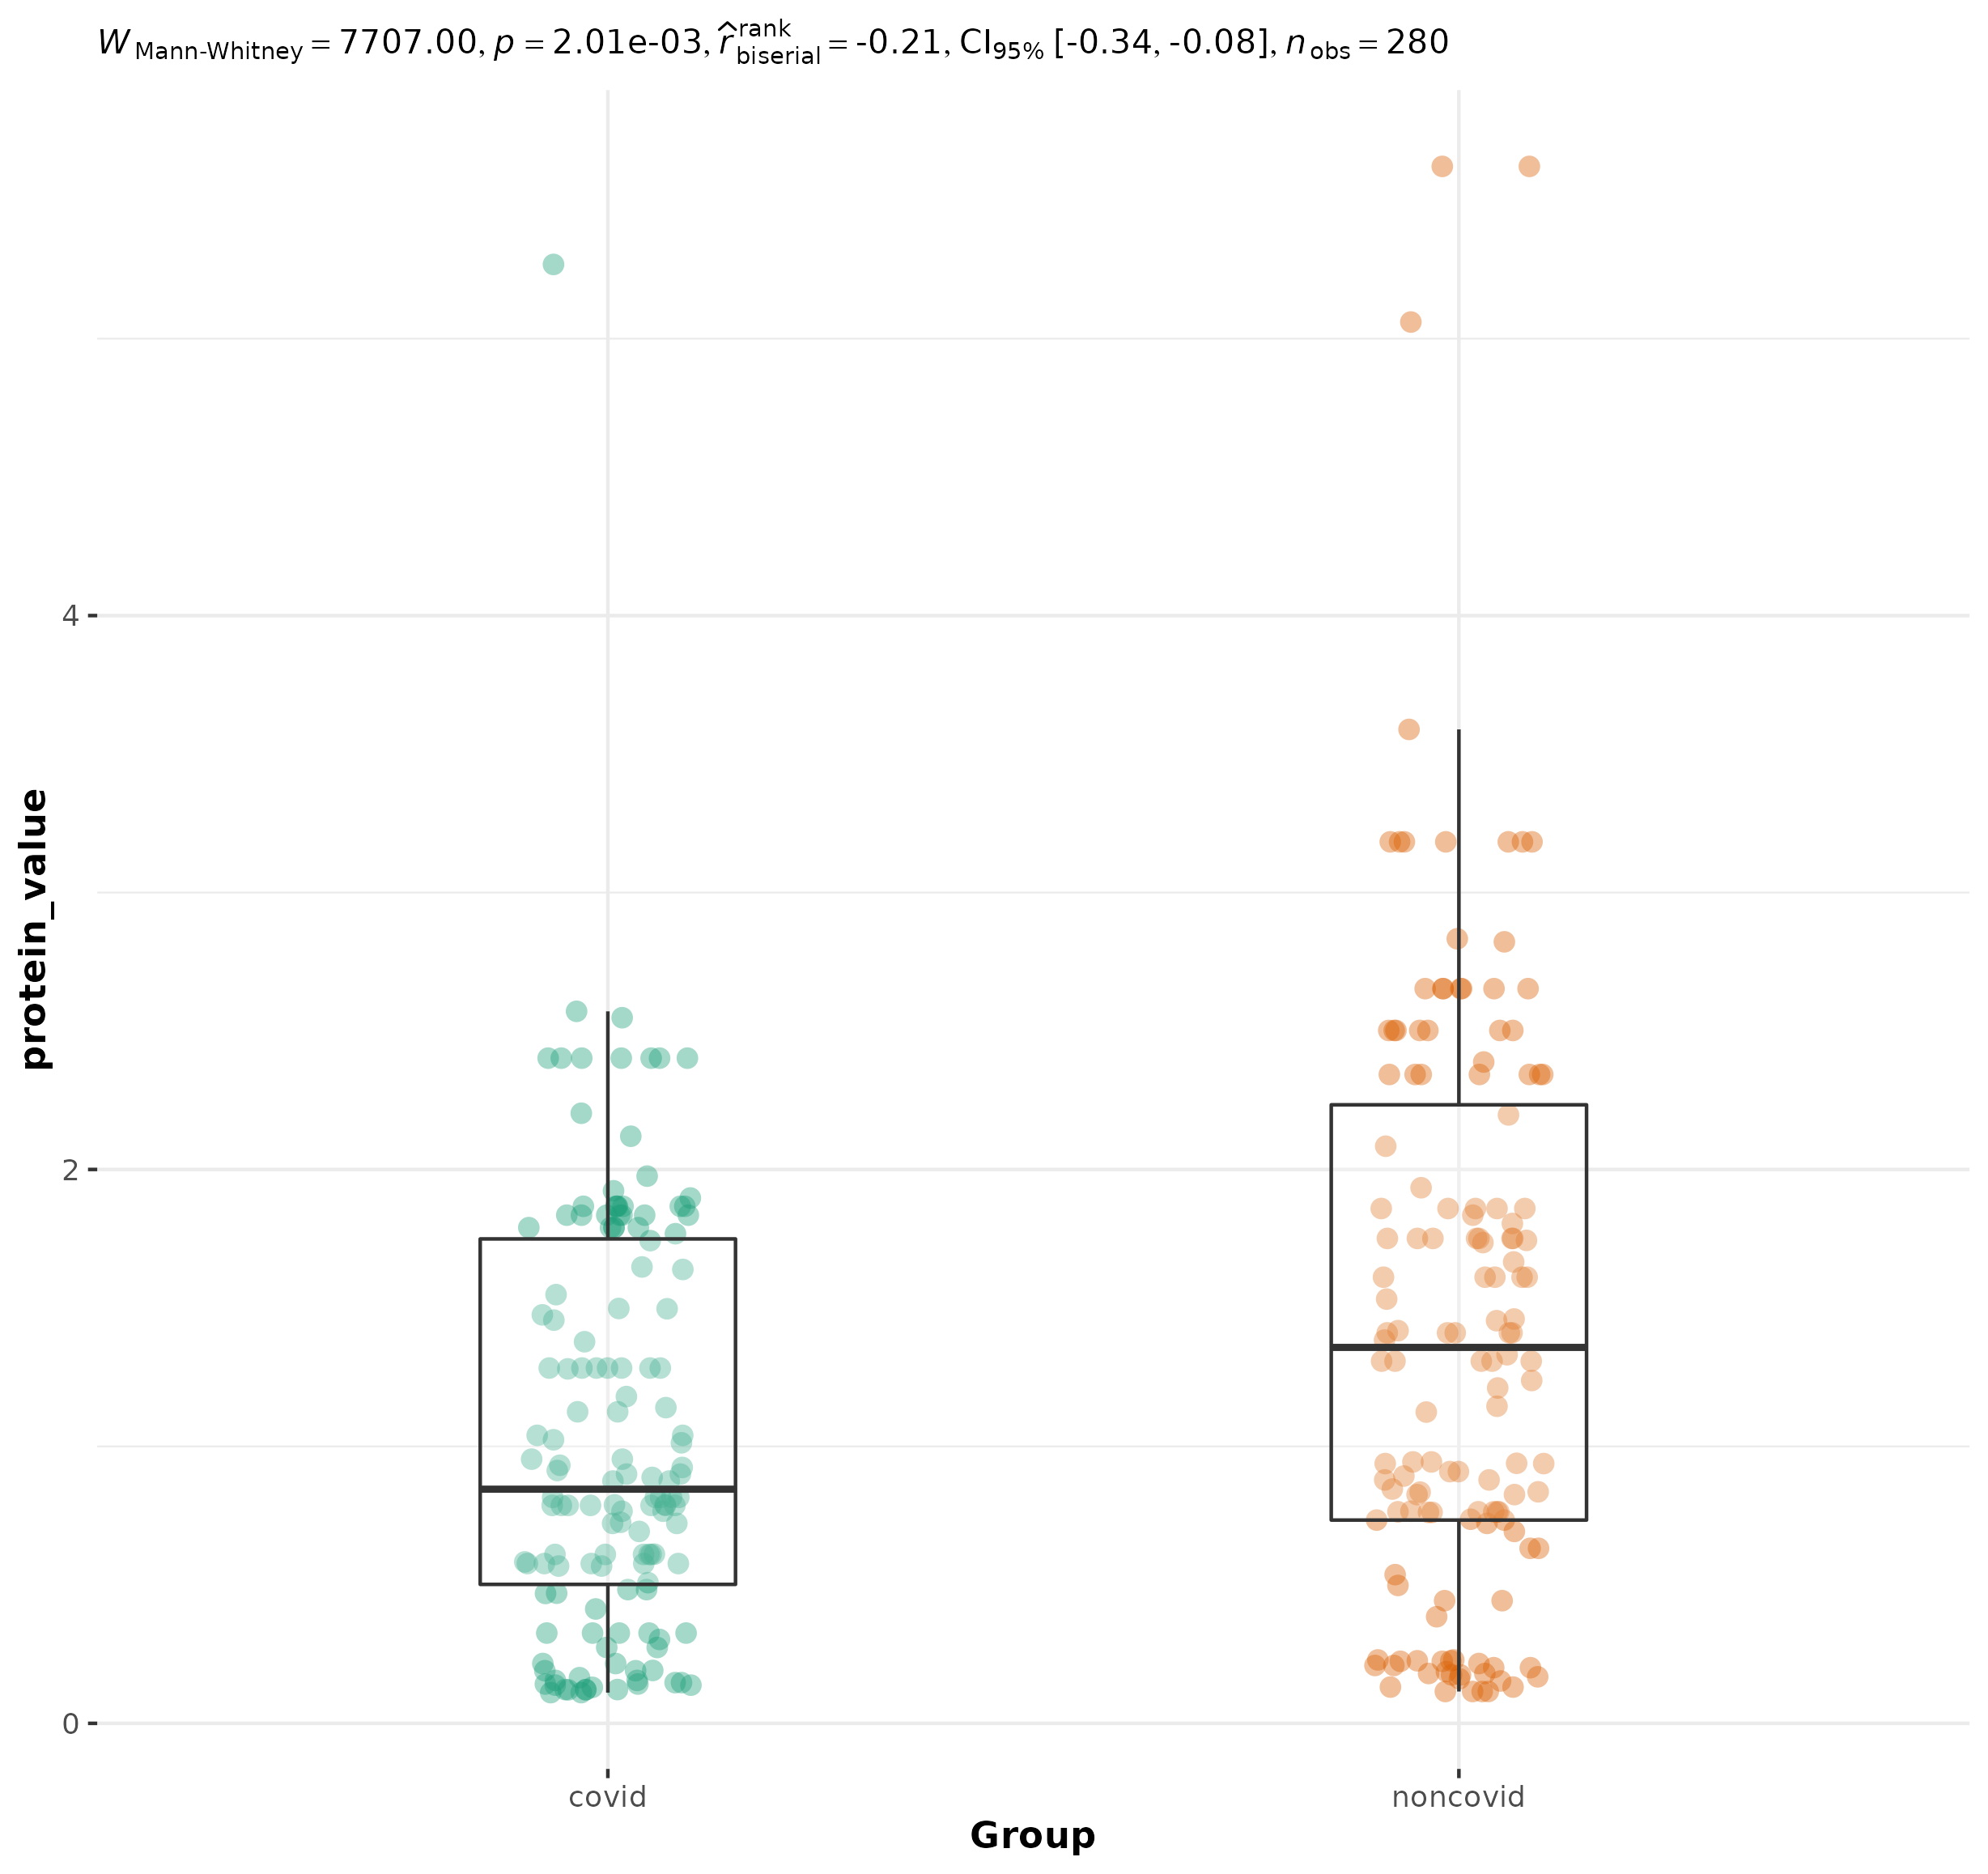 W Mann-Whitney = 7707.00, p = 2.01e-03, r̂ rank biserial = -0.21, CI95% [-0.34, -0.08], n obs = 280
protein_value
4
2
0
covid noncovid
Group